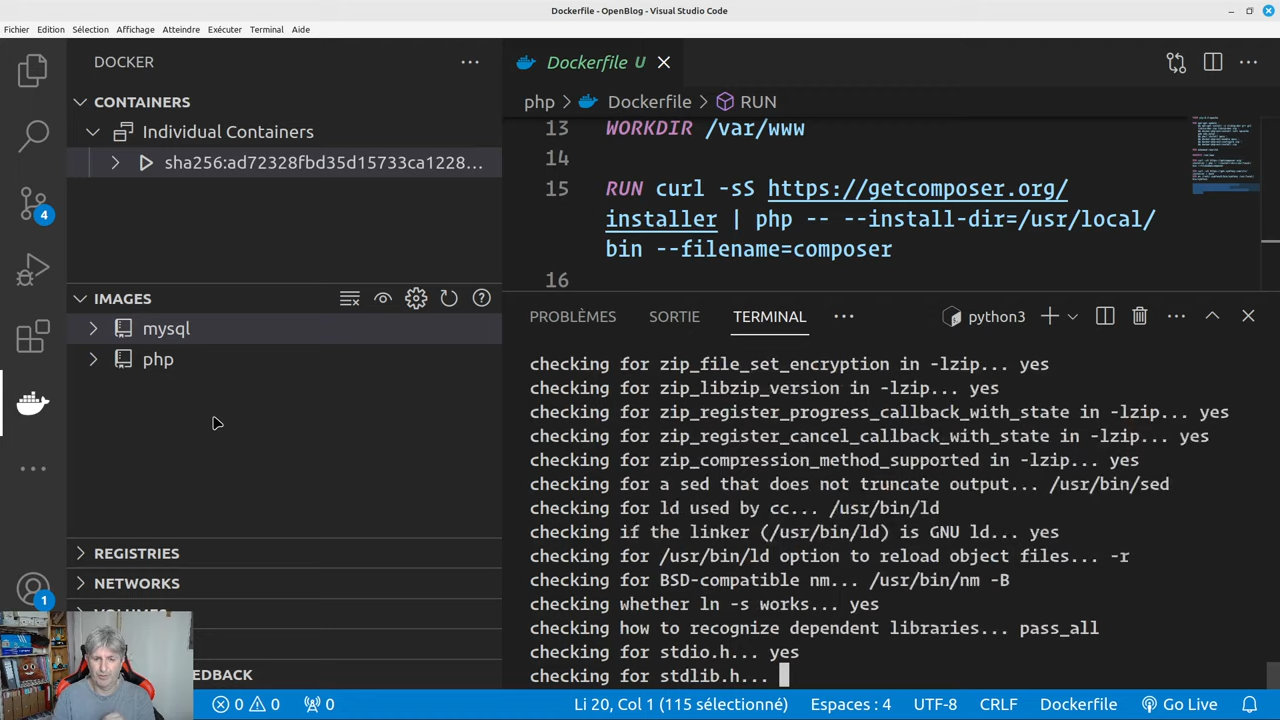 Dockerfile - OpenBlog - Visual Studio Code
Fichier Edition Sélection Affichage Atteindre Exécuter Terminal Aide
DOCKER
CONTAINERS
Individual Containers
sha256:ad72328fbd35d15733ca1228...
IMAGES
mysql
php
REGISTRIES
NETWORKS
VOLUMES
EEDBACK
4
1
Dockerfile U
php > Dockerfile > RUN
13 WORKDIR /var/www
14
15 RUN curl -sS https://getcomposer.org/
installer | php -- --install-dir=/usr/local/
bin --filename=composer
16
PROBLÈMES SORTIE TERMINAL python3
checking for zip_file_set_encryption in -lzip... yes
checking for zip_libzip_version in -lzip... yes
checking for zip_register_progress_callback_with_state in -lzip... yes
checking for zip_register_cancel_callback_with_state in -lzip... yes
checking for zip_compression_method_supported in -lzip... yes
checking for a sed that does not truncate output... /usr/bin/sed
checking for ld used by cc... /usr/bin/ld
checking if the linker (/usr/bin/ld) is GNU ld... yes
checking for /usr/bin/ld option to reload object files... -r
checking for BSD-compatible nm... /usr/bin/nm -B
checking whether ln -s works... yes
checking how to recognize dependent libraries... pass_all
checking for stdio.h... yes
checking for stdlib.h...
0 0 0 Li 20, Col 1 (115 sélectionné) Espaces : 4 UTF-8 CRLF Dockerfile Go Live